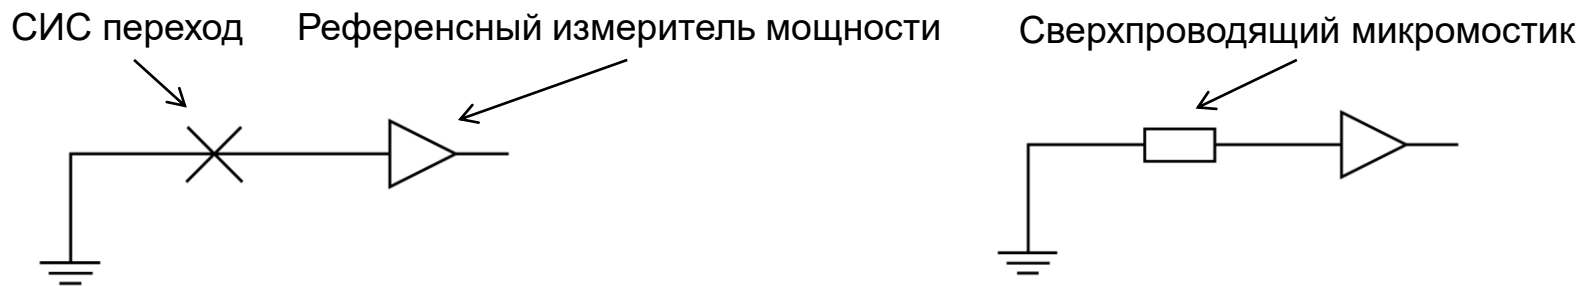 СИС переход
Референсный измеритель мощности
Сверхпроводящий микромостик